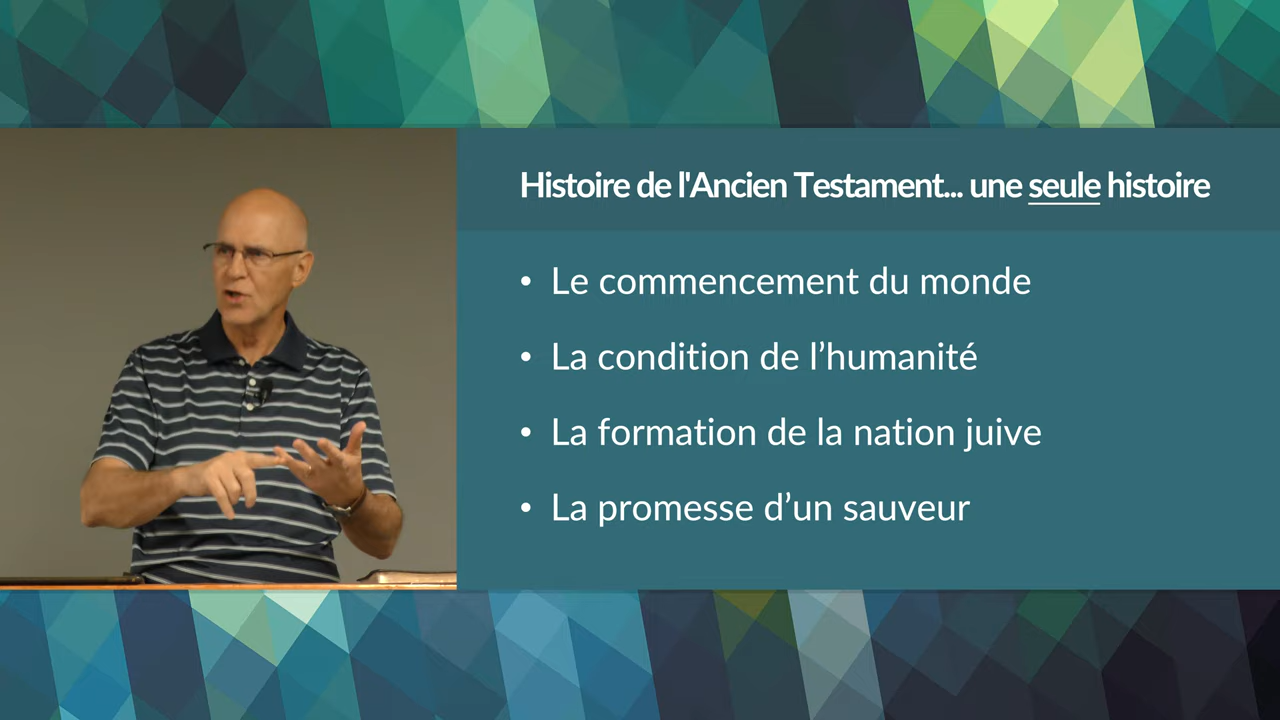 Histoire de l'Ancien Testament... une seule histoire
• Le commencement du monde
• La condition de l’humanité
• La formation de la nation juive
• La promesse d’un sauveur